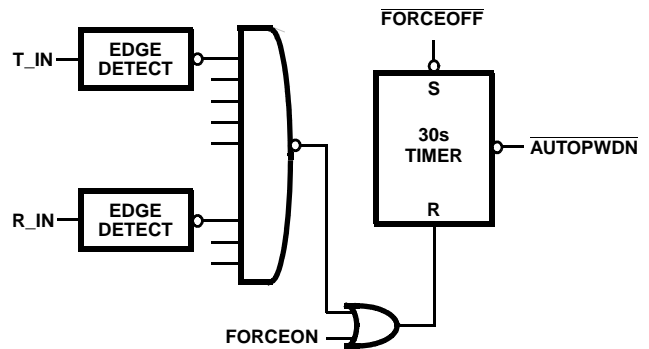 FORCEOFF
T_IN
EDGE
DETECT
S
30s
TIMER
AUTOPWDN
R_IN
EDGE
DETECT
R
FORCEON